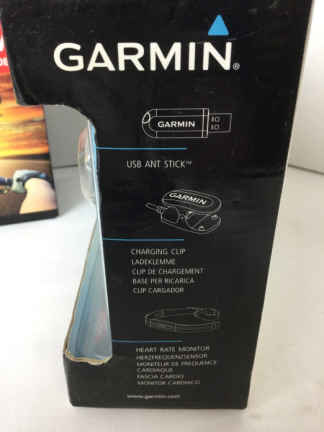 GARMIN®
GARMIN
USB ANT STICK™
GARMIN
CHARGING CLIP
LADEKLEMME
CLIP DE CHARGEMENT
BASE PER RICARICA
CLIP CARGADOR
HEART RATE MONITOR
HERZFREQUENZSENSOR
MONITEUR DE FRÉQUENCE
CARDIAQUE
FASCIA CARDIO
MONITOR CARDIACO
www.garmin.com